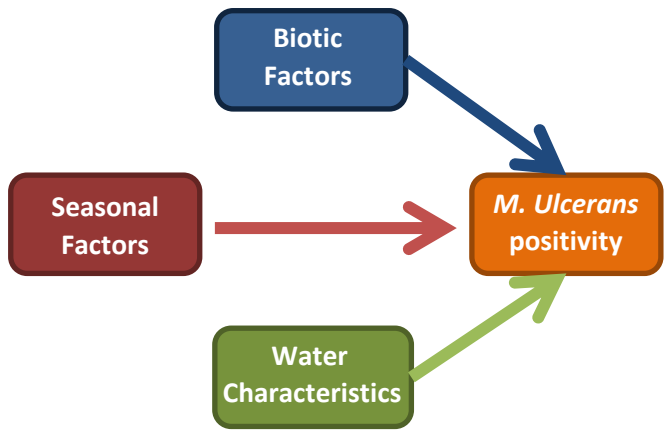 Biotic
Factors
Seasonal
Factors
M. Ulcerans
positivity
Water
Characteristics